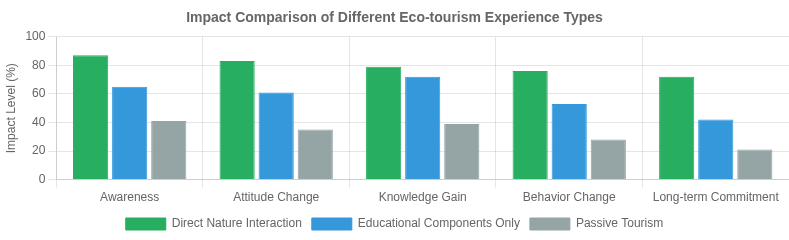 Impact Comparison of Different Eco-tourism Experience Types
Impact Level (%)
100
80
60
40
20
0
Awareness Attitude Change Knowledge Gain Behavior Change Long-term Commitment
Direct Nature Interaction Educational Components Only Passive Tourism